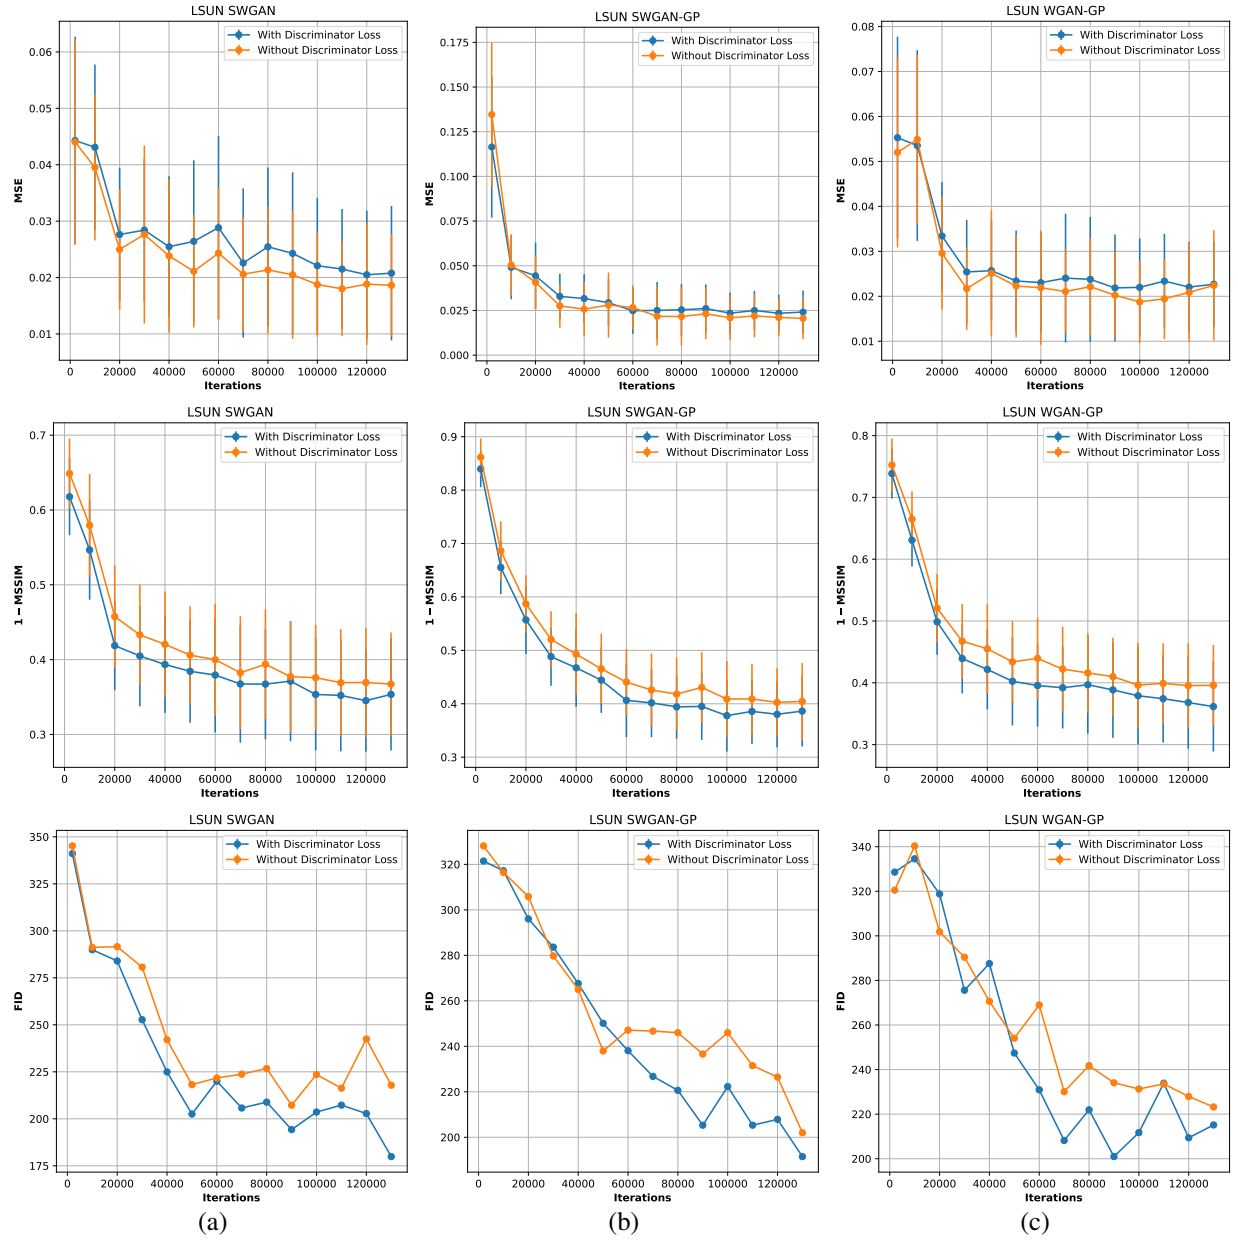 LSUN SWGAN
With Discriminator Loss
Without Discriminator Loss
MSE
0.06
0.05
0.04
0.03
0.02
0.01
0 20000 40000 60000 80000 100000 120000
Iterations
LSUN SWGAN-GP
With Discriminator Loss
Without Discriminator Loss
MSE
0.175
0.150
0.125
0.100
0.075
0.050
0.025
0.000
0 20000 40000 60000 80000 100000 120000
Iterations
LSUN WGAN-GP
With Discriminator Loss
Without Discriminator Loss
MSE
0.08
0.07
0.06
0.05
0.04
0.03
0.02
0.01
0 20000 40000 60000 80000 100000 120000
Iterations
LSUN SWGAN
With Discriminator Loss
Without Discriminator Loss
1 − MSSIM
0.7
0.6
0.5
0.4
0.3
0 20000 40000 60000 80000 100000 120000
Iterations
LSUN SWGAN-GP
With Discriminator Loss
Without Discriminator Loss
1 − MSSIM
0.9
0.8
0.7
0.6
0.5
0.4
0.3
0 20000 40000 60000 80000 100000 120000
Iterations
LSUN WGAN-GP
With Discriminator Loss
Without Discriminator Loss
1 − MSSIM
0.8
0.7
0.6
0.5
0.4
0.3
0 20000 40000 60000 80000 100000 120000
Iterations
LSUN SWGAN
With Discriminator Loss
Without Discriminator Loss
FID
350
325
300
275
250
225
200
175
0 20000 40000 60000 80000 100000 120000
Iterations
(a)
LSUN SWGAN-GP
With Discriminator Loss
Without Discriminator Loss
FID
320
300
280
260
240
220
200
0 20000 40000 60000 80000 100000 120000
Iterations
(b)
LSUN WGAN-GP
With Discriminator Loss
Without Discriminator Loss
FID
340
320
300
280
260
240
220
200
0 20000 40000 60000 80000 100000 120000
Iterations
(c)